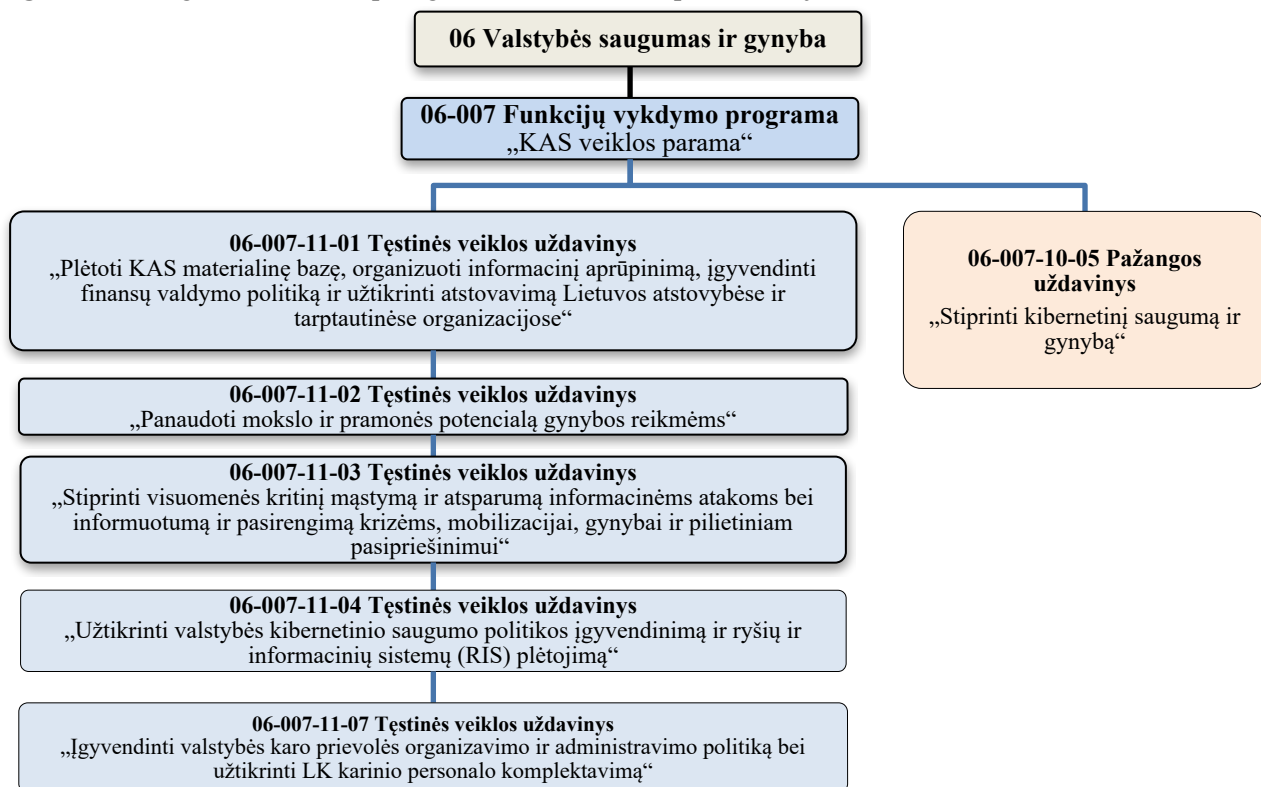 06 Valstybės saugumas ir gynyba
06-007 Funkcijų vykdymo programa
„KAS veiklos parama“
06-007-11-01 Tęstinės veiklos uždavinys
„Plėtoti KAS materialinę bazę, organizuoti informacinį aprūpinimą, įgyvendinti
finansų valdymo politiką ir užtikrinti atstovavimą Lietuvos atstovybėse ir
tarptautinėse organizacijose“
06-007-10-05 Pažangos
uždavinys
„Stiprinti kibernetinį saugumą ir
gynybą“
06-007-11-02 Tęstinės veiklos uždavinys
„Panaudoti mokslo ir pramonės potencialą gynybos reikmėms“
06-007-11-03 Tęstinės veiklos uždavinys
„Stiprinti visuomenės kritinį mąstymą ir atsparumą informacinėms atakoms bei
informuotumą ir pasirengimą krizėms, mobilizacijai, gynybai ir pilietiniam
pasipriešinimui“
06-007-11-04 Tęstinės veiklos uždavinys
„Užtikrinti valstybės kibernetinio saugumo politikos įgyvendinimą ir ryšių ir
informacinių sistemų (RIS) plėtojimą“
06-007-11-07 Tęstinės veiklos uždavinys
„Įgyvendinti valstybės karo prievolės organizavimo ir administravimo politiką bei
užtikrinti LK karinio personalo komplektavimą“